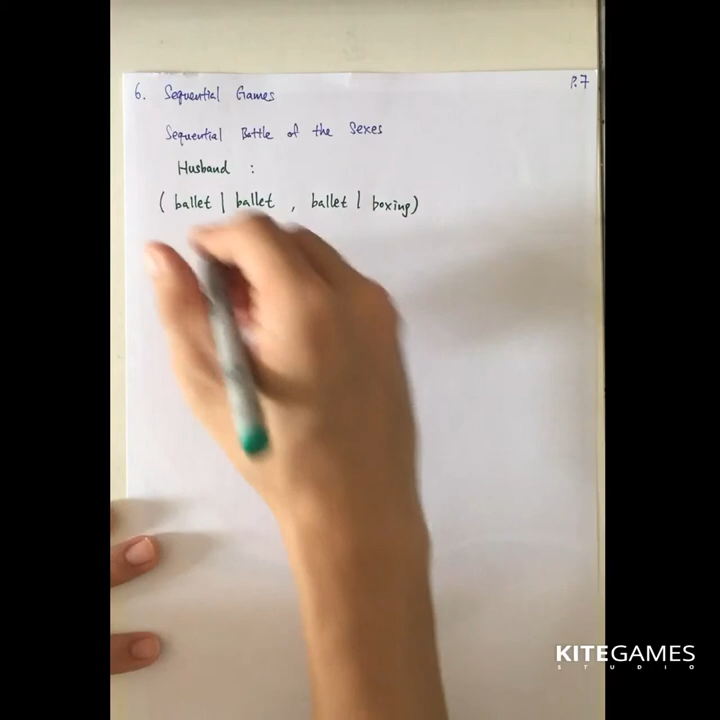 6. Sequential Games P.7
Sequential Battle of the Sexes
Husband :
( ballet | ballet , ballet | boxing )
KITEGAMES
STUDIO